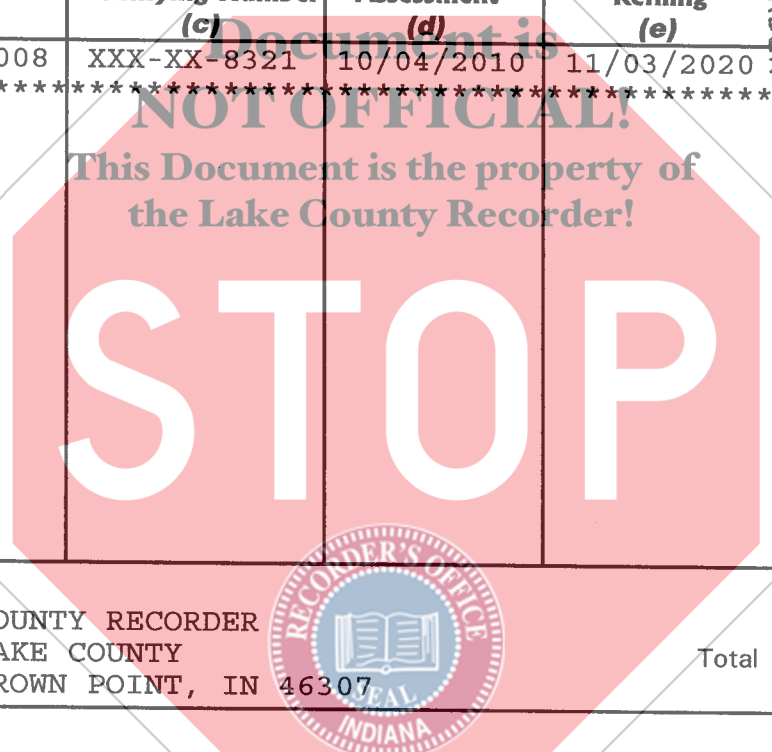 (c) (d) (e)
Document is
008 XXX-XX-8321 10/04/2010 11/03/2020
NOT OFFICIAL!
This Document is the property of
the Lake County Recorder!
STOP
RECORDER'S OFFICE
OUNTY RECORDER
AKE COUNTY
Total
ROWN POINT, IN 46307
SEAL
INDIANA